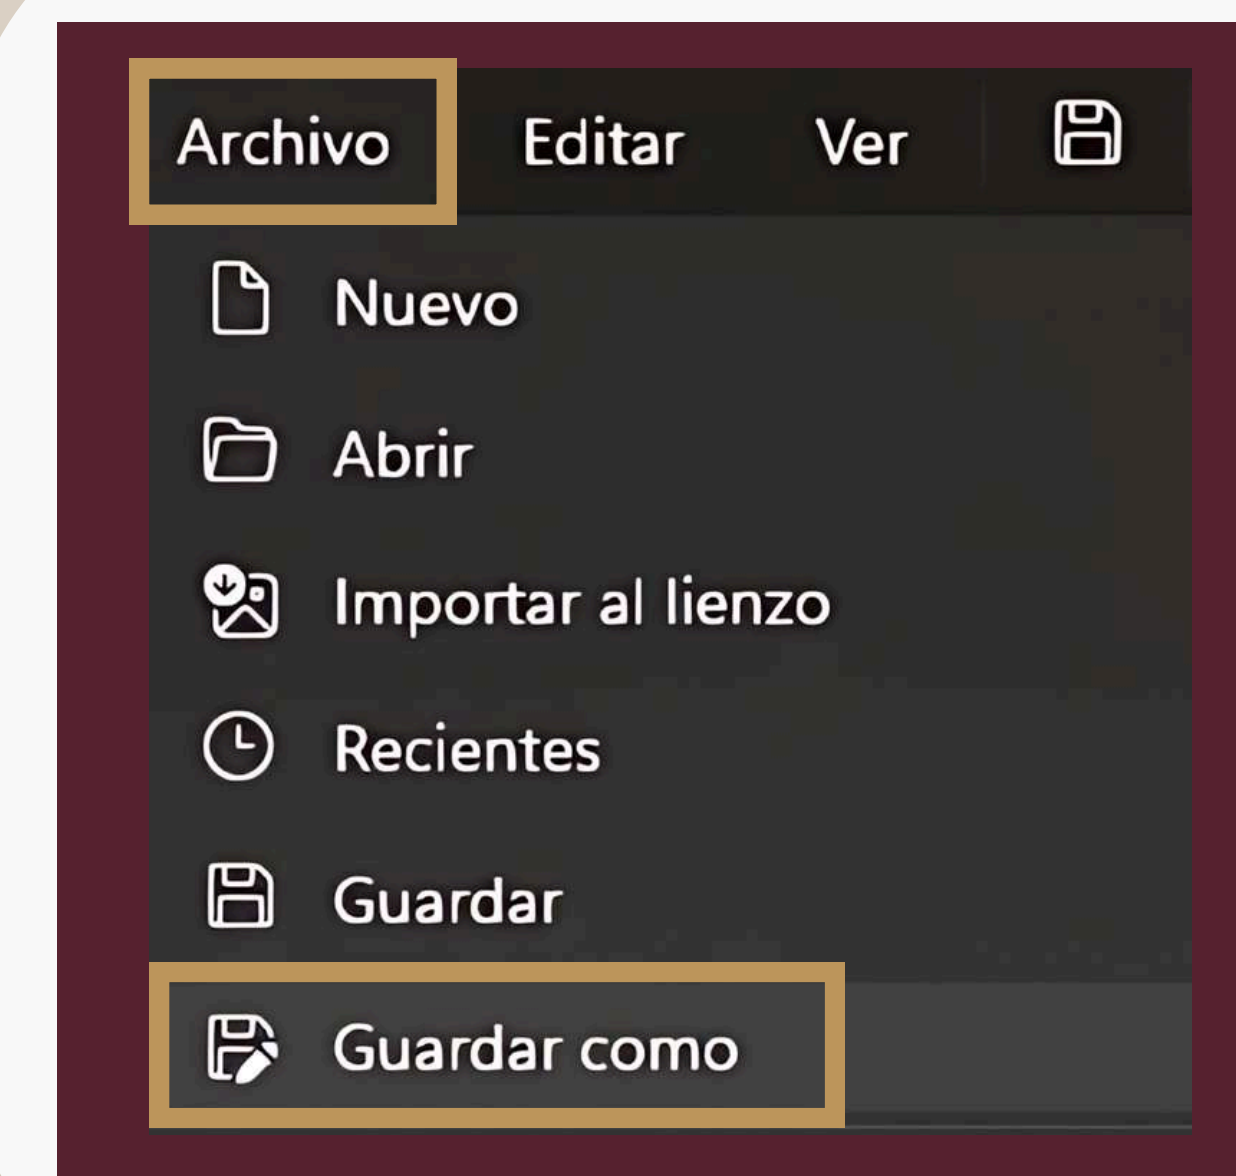 Archivo Editar Ver
Nuevo
Abrir
Importar al lienzo
Recientes
Guardar
Guardar como